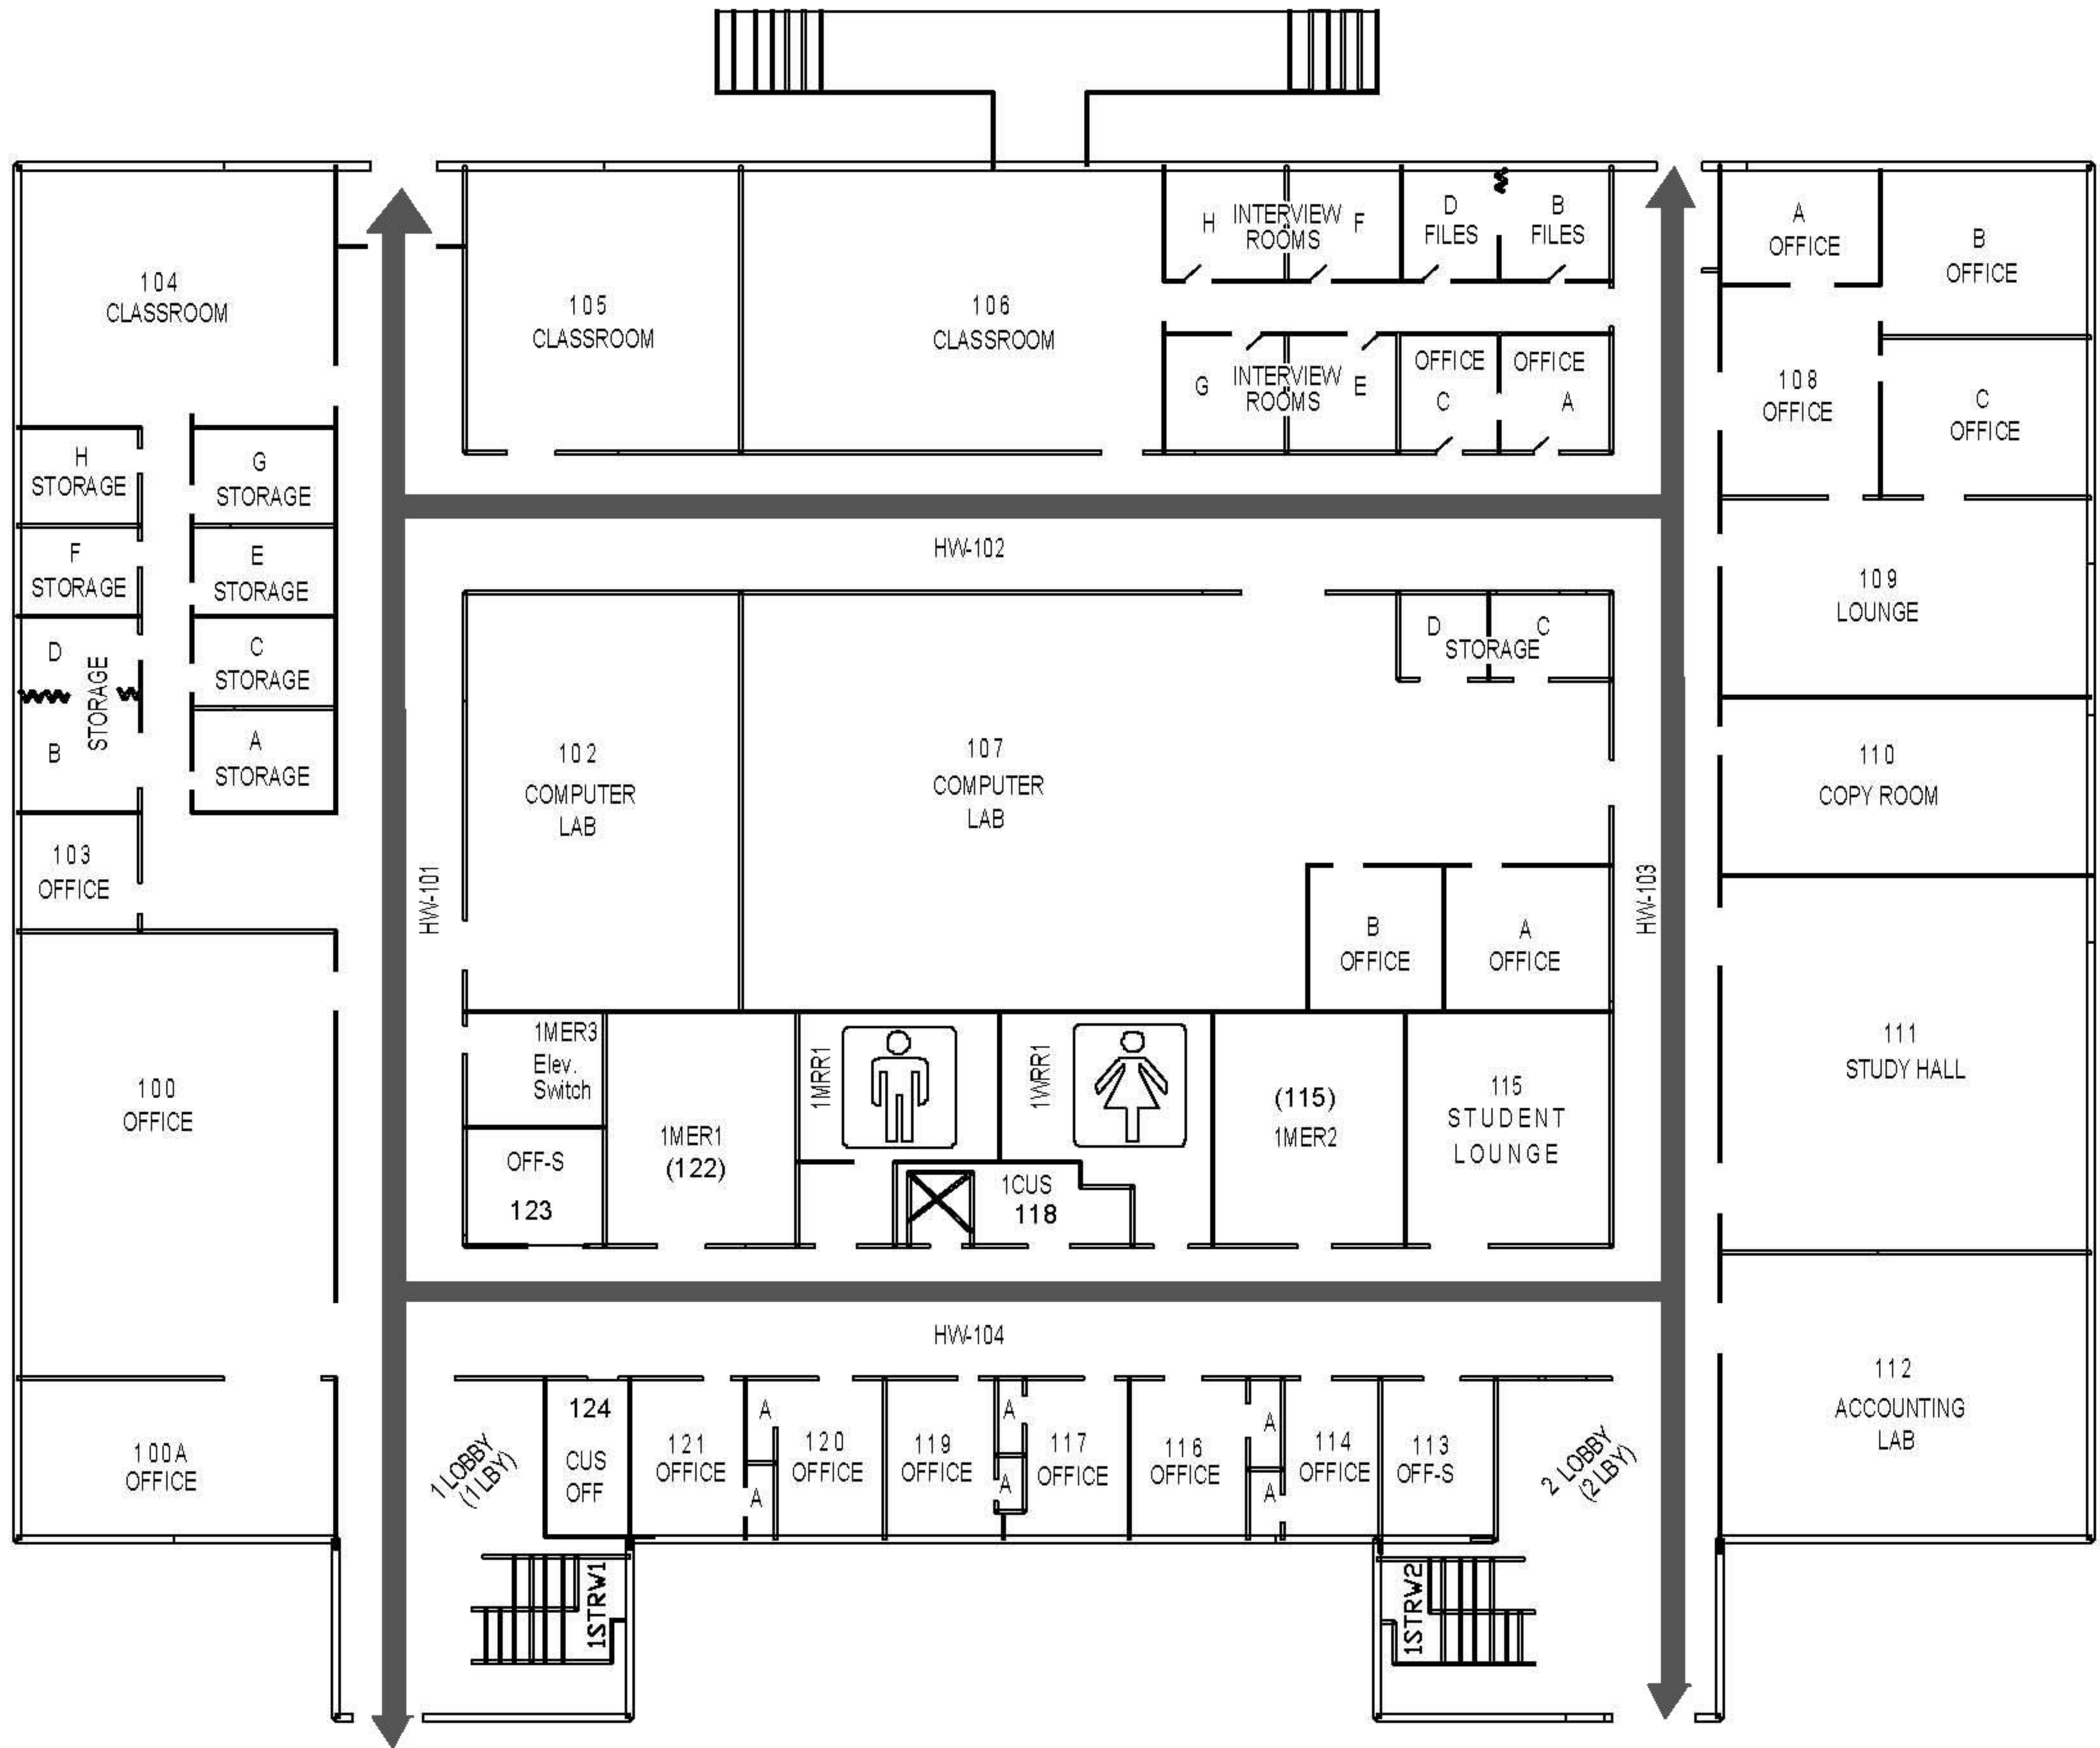 104
CLASSROOM
105
CLASSROOM
106
CLASSROOM
H
INTERVIEW
ROOMS
F
D
FILES
B
FILES
G
INTERVIEW
ROOMS
E
OFFICE
C
OFFICE
A
A
OFFICE
B
OFFICE
108
OFFICE
C
OFFICE
H
STORAGE
G
STORAGE
F
STORAGE
E
STORAGE
D
STORAGE
B
C
STORAGE
A
STORAGE
103
OFFICE
HW-101
HW-102
HW-103
102
COMPUTER
LAB
107
COMPUTER
LAB
D
C
STORAGE
B
OFFICE
A
OFFICE
109
LOUNGE
110
COPY ROOM
111
STUDY HALL
100
OFFICE
1MER3
Elev.
Switch
OFF-S
123
1MER1
(122)
1MRR1
1WRR1
1CUS
118
(115)
1MER2
115
STUDENT
LOUNGE
HW-104
112
ACCOUNTING
LAB
100A
OFFICE
1 LOBBY
(1LBY)
124
CUS
OFF
121
OFFICE
A
A
120
OFFICE
119
OFFICE
A
A
117
OFFICE
116
OFFICE
A
A
114
OFFICE
113
OFF-S
2 LOBBY
(2LBY)
1STRW1
1STRW2